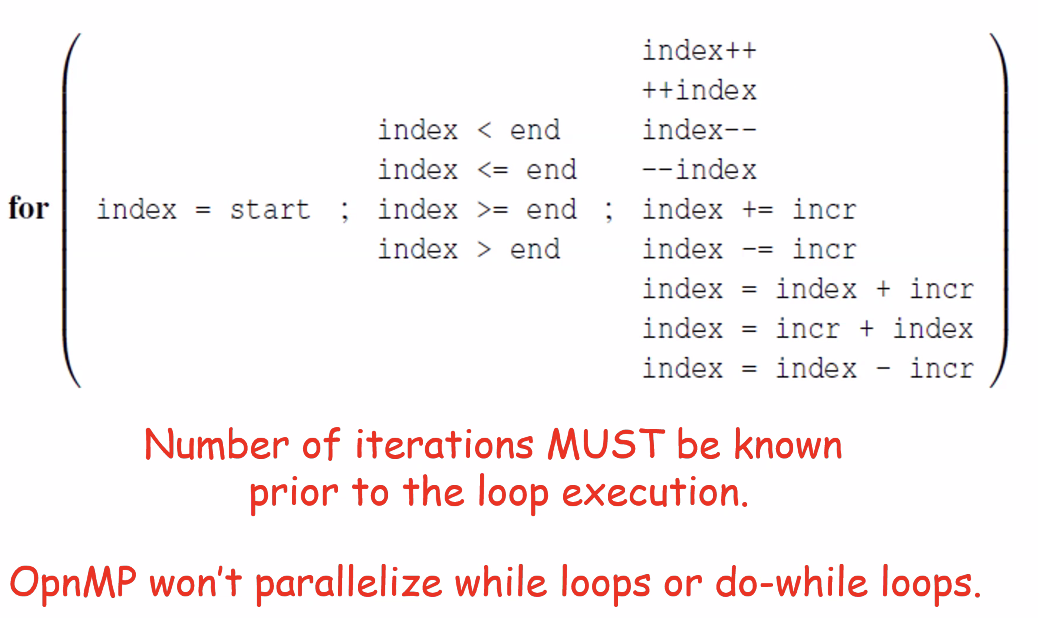 index++
++index
index < end index--
index <= end --index
for ( index = start ; index >= end ; index += incr )
index > end index -= incr
index = index + incr
index = incr + index
index = index - incr
Number of iterations MUST be known
prior to the loop execution.
OpnMP won't parallelize while loops or do-while loops.